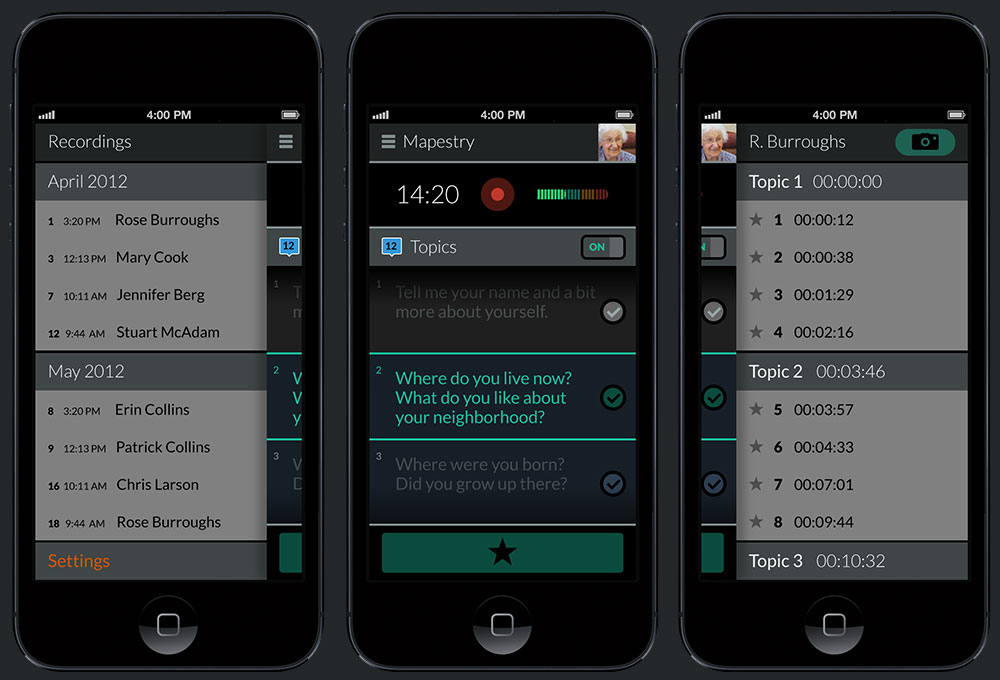 4:00 PM
Recordings
April 2012
1 3:20 PM Rose Burroughs
3 12:13 PM Mary Cook
7 10:11 AM Jennifer Berg
12 9:44 AM Stuart McAdam
May 2012
8 3:20 PM Erin Collins
9 12:13 PM Patrick Collins
16 10:11 AM Chris Larson
18 9:44 AM Rose Burroughs
Settings
12
1 T
m
2 W
W
y
3 W
D
4:00 PM
Mapestry
14:20
12 Topics ON
1 Tell me your name and a bit
more about yourself.
2 Where do you live now?
What do you like about
your neighborhood?
3 Where were you born?
Did you grow up there?
4:00 PM
R. Burroughs
N
Topic 1 00:00:00
★ 1 00:00:12
★ 2 00:00:38
★ 3 00:01:29
★ 4 00:02:16
Topic 2 00:03:46
★ 5 00:03:57
★ 6 00:04:33
★ 7 00:07:01
★ 8 00:09:44
Topic 3 00:10:32